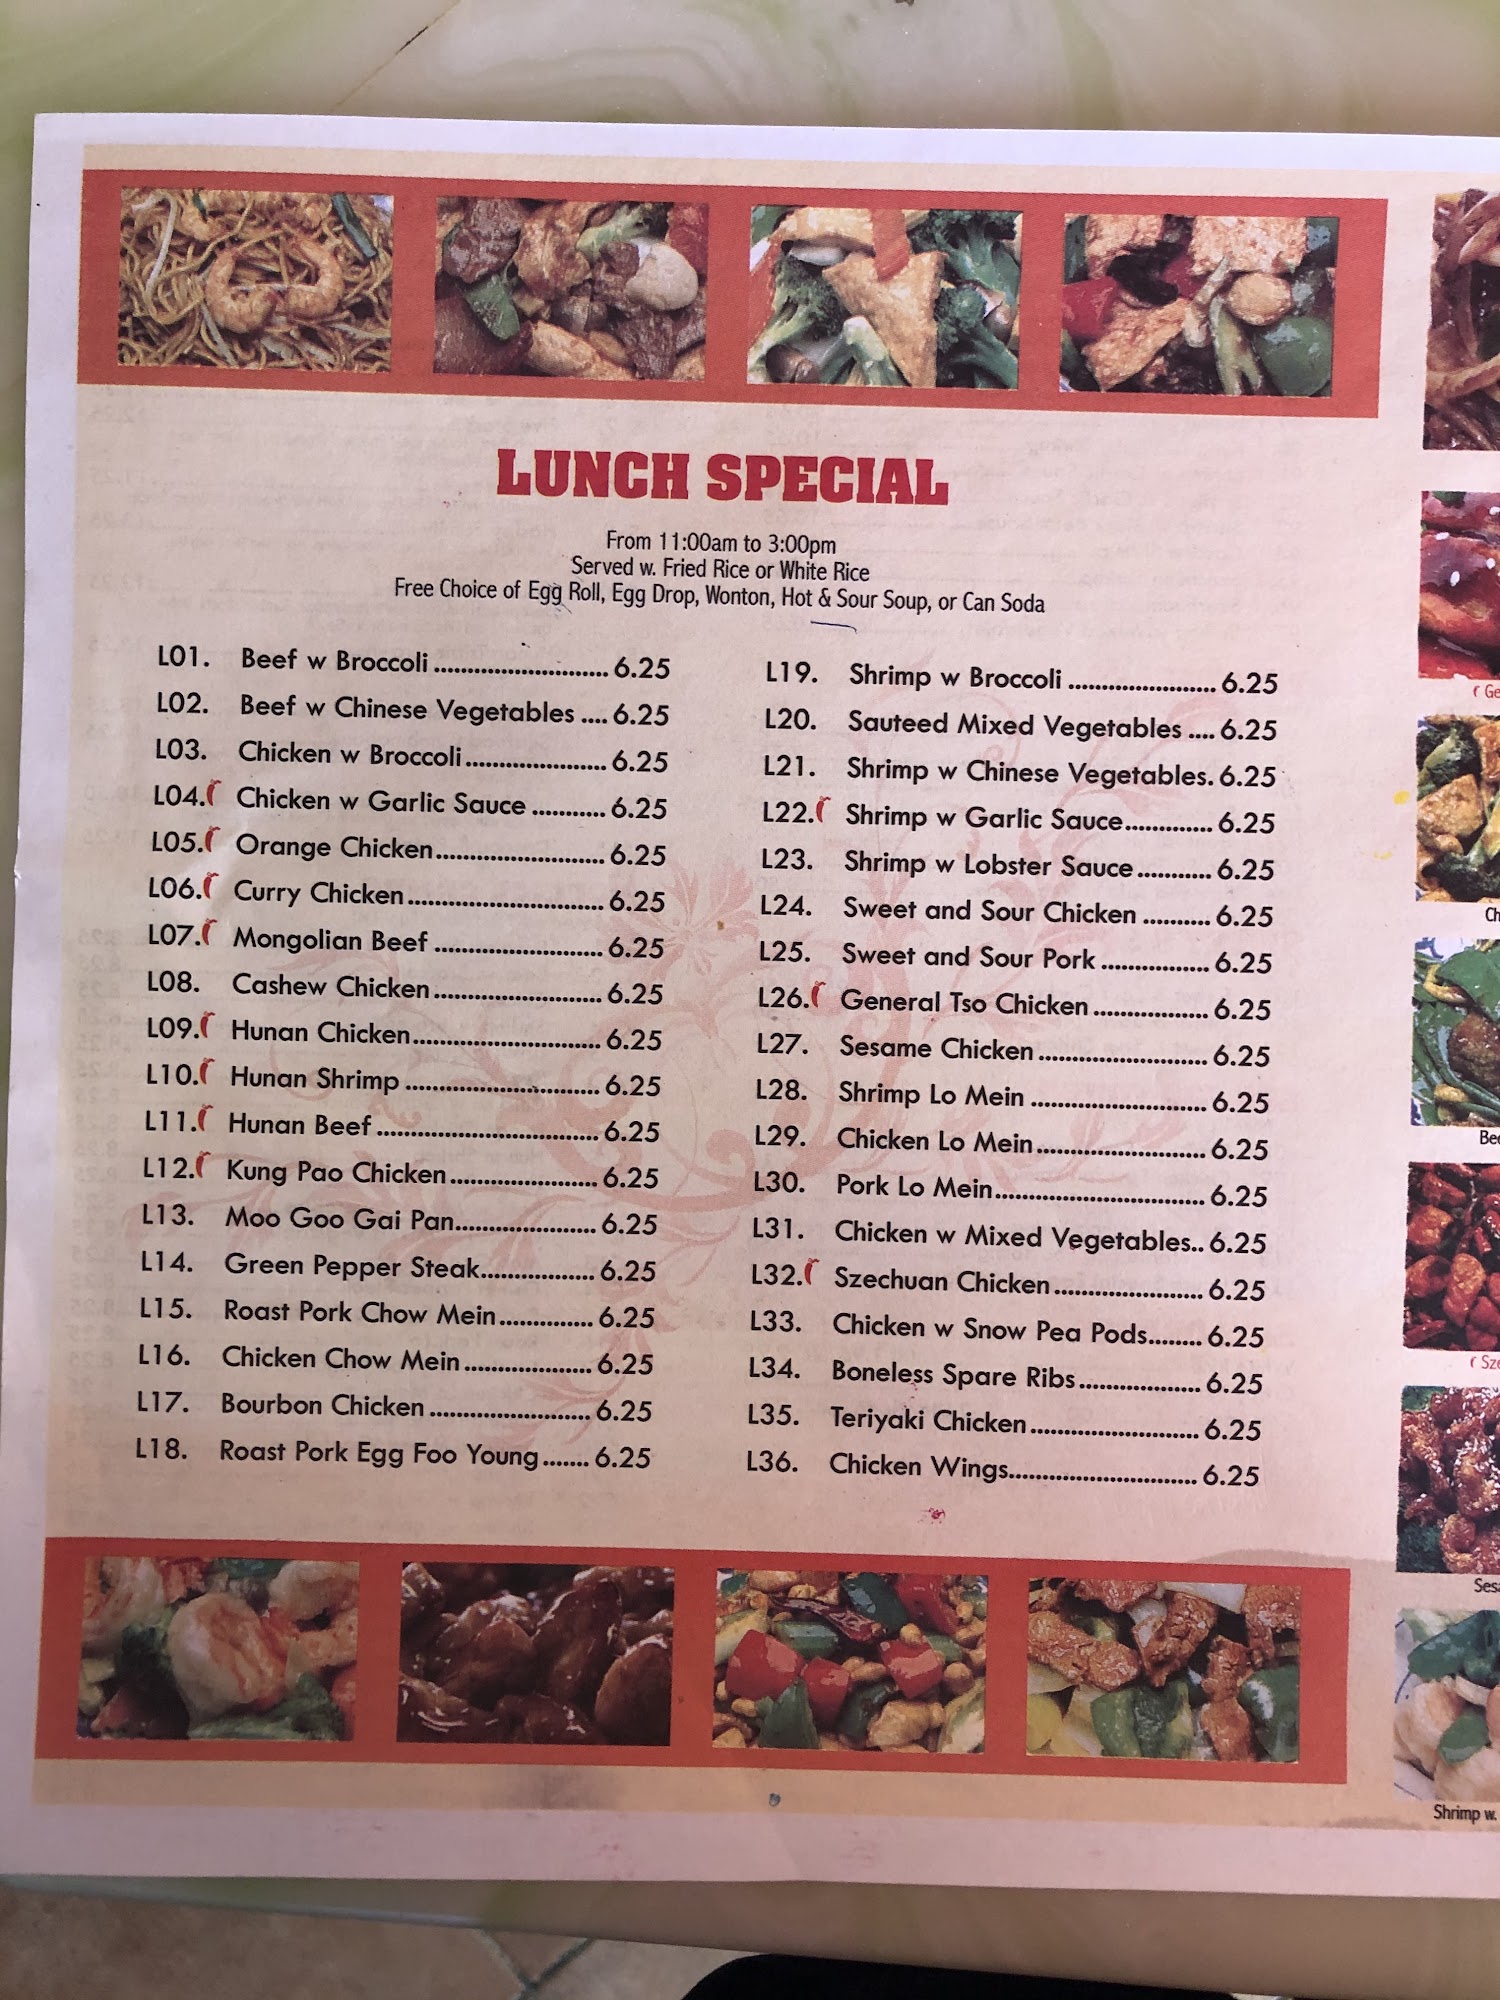 LUNCH SPECIAL
From 11:00am to 3:00pm
Served w. Fried Rice or White Rice
Free Choice of Egg Roll, Egg Drop, Wonton, Hot & Sour Soup, or Can Soda
L01. Beef w Broccoli .......................... 6.25
L02. Beef w Chinese Vegetables .... 6.25
L03. Chicken w Broccoli..................... 6.25
L04. Chicken w Garlic Sauce ........... 6.25
L05. Orange Chicken......................... 6.25
L06. Curry Chicken............................. 6.25
L07. Mongolian Beef ......................... 6.25
L08. Cashew Chicken......................... 6.25
L09. Hunan Chicken............................ 6.25
L10. Hunan Shrimp ............................. 6.25
L11. Hunan Beef................................. 6.25
L12. Kung Pao Chicken...................... 6.25
L13. Moo Goo Gai Pan..................... 6.25
L14. Green Pepper Steak................. 6.25
L15. Roast Pork Chow Mein.............. 6.25
L16. Chicken Chow Mein................... 6.25
L17. Bourbon Chicken ........................ 6.25
L18. Roast Pork Egg Foo Young....... 6.25
L19. Shrimp w Broccoli ...................... 6.25
L20. Sauteed Mixed Vegetables .... 6.25
L21. Shrimp w Chinese Vegetables. 6.25
L22. Shrimp w Garlic Sauce............. 6.25
L23. Shrimp w Lobster Sauce........... 6.25
L24. Sweet and Sour Chicken .......... 6.25
L25. Sweet and Sour Pork ................ 6.25
L26. General Tso Chicken ................. 6.25
L27. Sesame Chicken ......................... 6.25
L28. Shrimp Lo Mein .......................... 6.25
L29. Chicken Lo Mein......................... 6.25
L30. Pork Lo Mein............................... 6.25
L31. Chicken w Mixed Vegetables.. 6.25
L32. Szechuan Chicken ...................... 6.25
L33. Chicken w Snow Pea Pods........ 6.25
L34. Boneless Spare Ribs.................. 6.25
L35. Teriyaki Chicken......................... 6.25
L36. Chicken Wings............................ 6.25
Shrimp w.